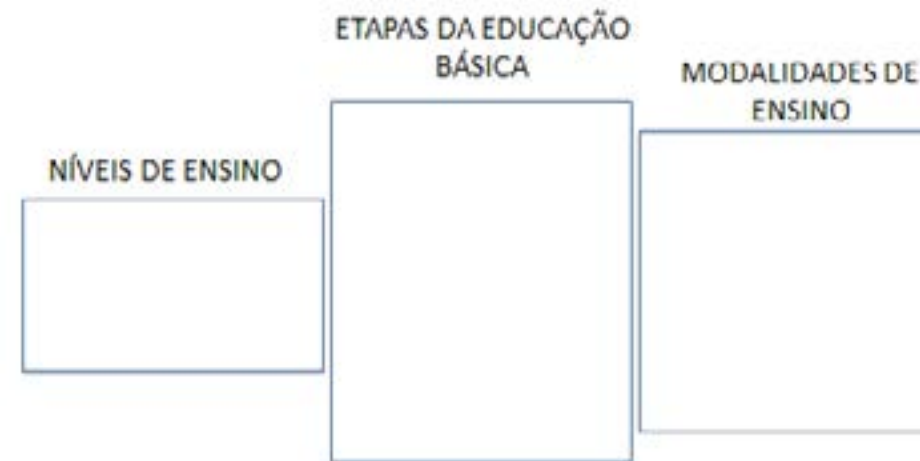 ETAPAS DA EDUCAÇÃO
BÁSICA
MODALIDADES DE
ENSINO
NÍVEIS DE ENSINO